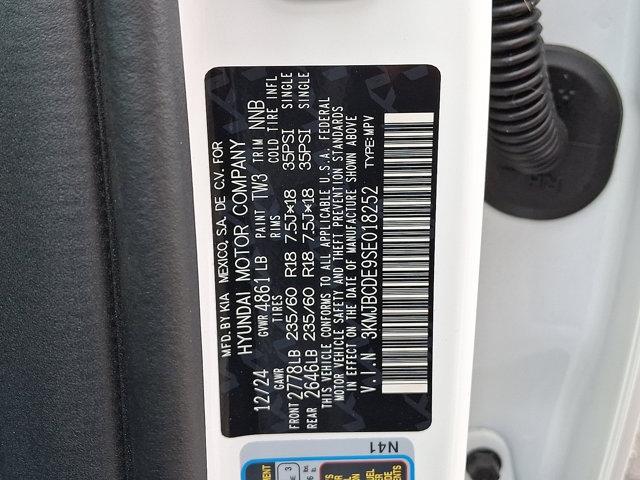 MFD. BY KIA MEXICO, SA. DE C.V. FOR
HYUNDAI MOTOR COMPANY
12/24 GVWR 4861 LB PAINT TW3 TRIM NNB
GAWR TIRES RIMS COLD TIRE INFL
FRONT 2778LB 235/60 R18 7.5J*18 35PSI SINGLE
REAR 2646LB 235/60 R18 7.5J*18 35PSI SINGLE
THIS VEHICLE CONFORMS TO ALL APPLICABLE U.S.A. FEDERAL
MOTOR VEHICLE SAFETY AND THEFT PREVENTION STANDARDS
IN EFFECT ON THE DATE OF MANUFACTURE SHOWN ABOVE
V.I.N 3KMJBCDE9SE018252 TYPE:MPV
N41